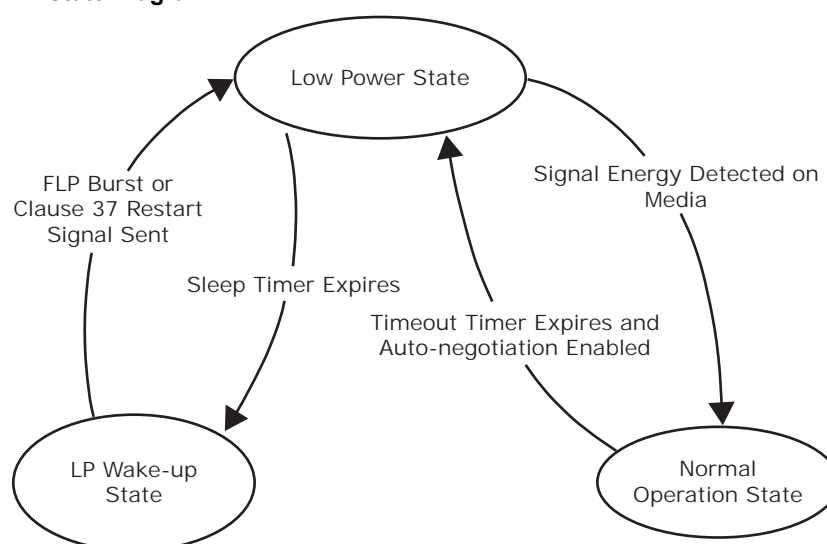 Low Power State
FLP Burst or
Clause 37 Restart
Signal Sent
Signal Energy Detected on
Media
Sleep Timer Expires
Timeout Timer Expires and
Auto-negotiation Enabled
LP Wake-up
State
Normal
Operation State